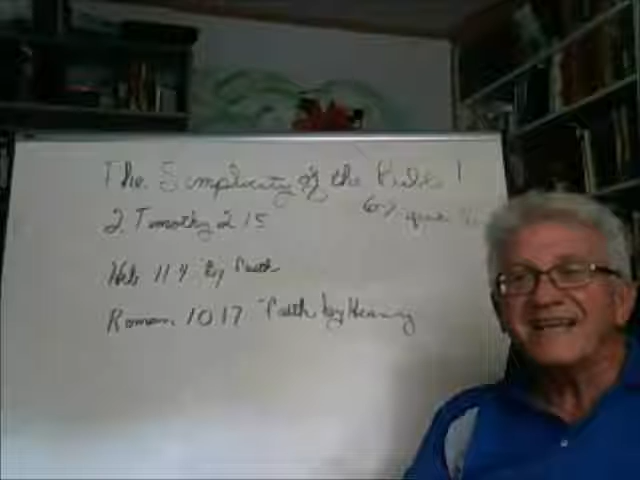 The Simplicity of the Bible !
2 Timothy 2 15
Heb 11 4 "By Faith
Romans 10 17 "Faith by Hearing